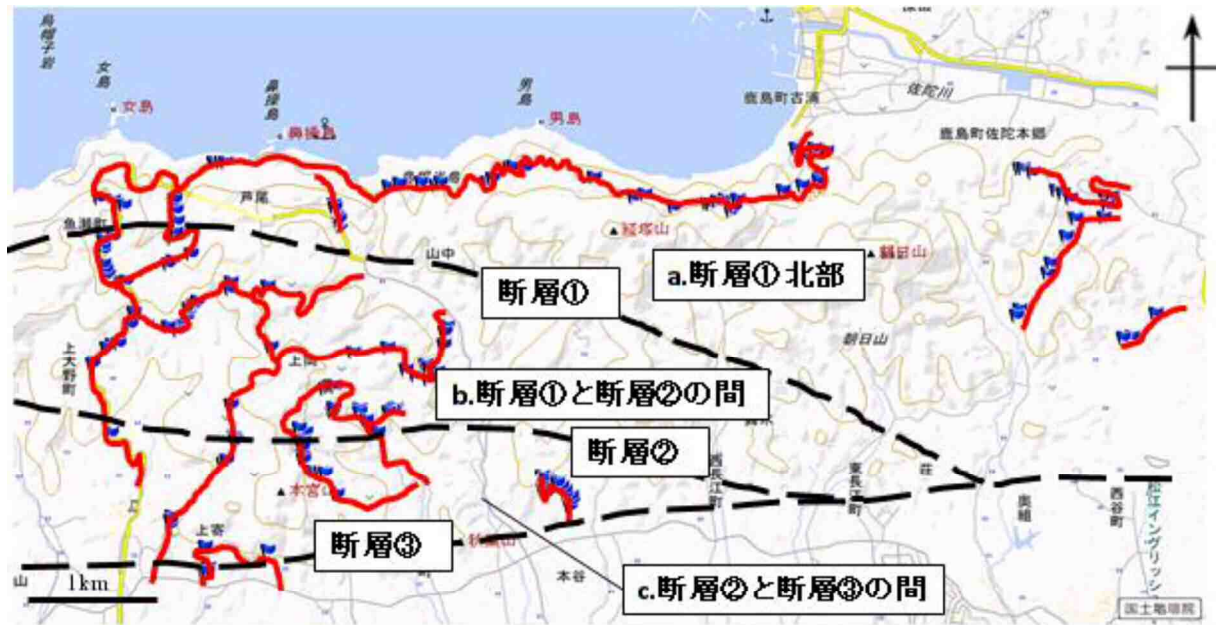 烏帽子岩
女島
女島
鼻操島
鼻操島
男島
男島
鹿島町古浦
佐陀川
鹿島町佐陀本郷
魚瀬町
芦尾
山中
経塚山
朝日山
断層①
a.断層①北部
上大野町
b.断層①と断層②の間
断層②
本宮山
西長江町
東長江町
荘
奥組
西谷町
松江イングリッシ
上寄
断層③
町
本谷
c.断層②と断層③の間
山
1km
国土地理院